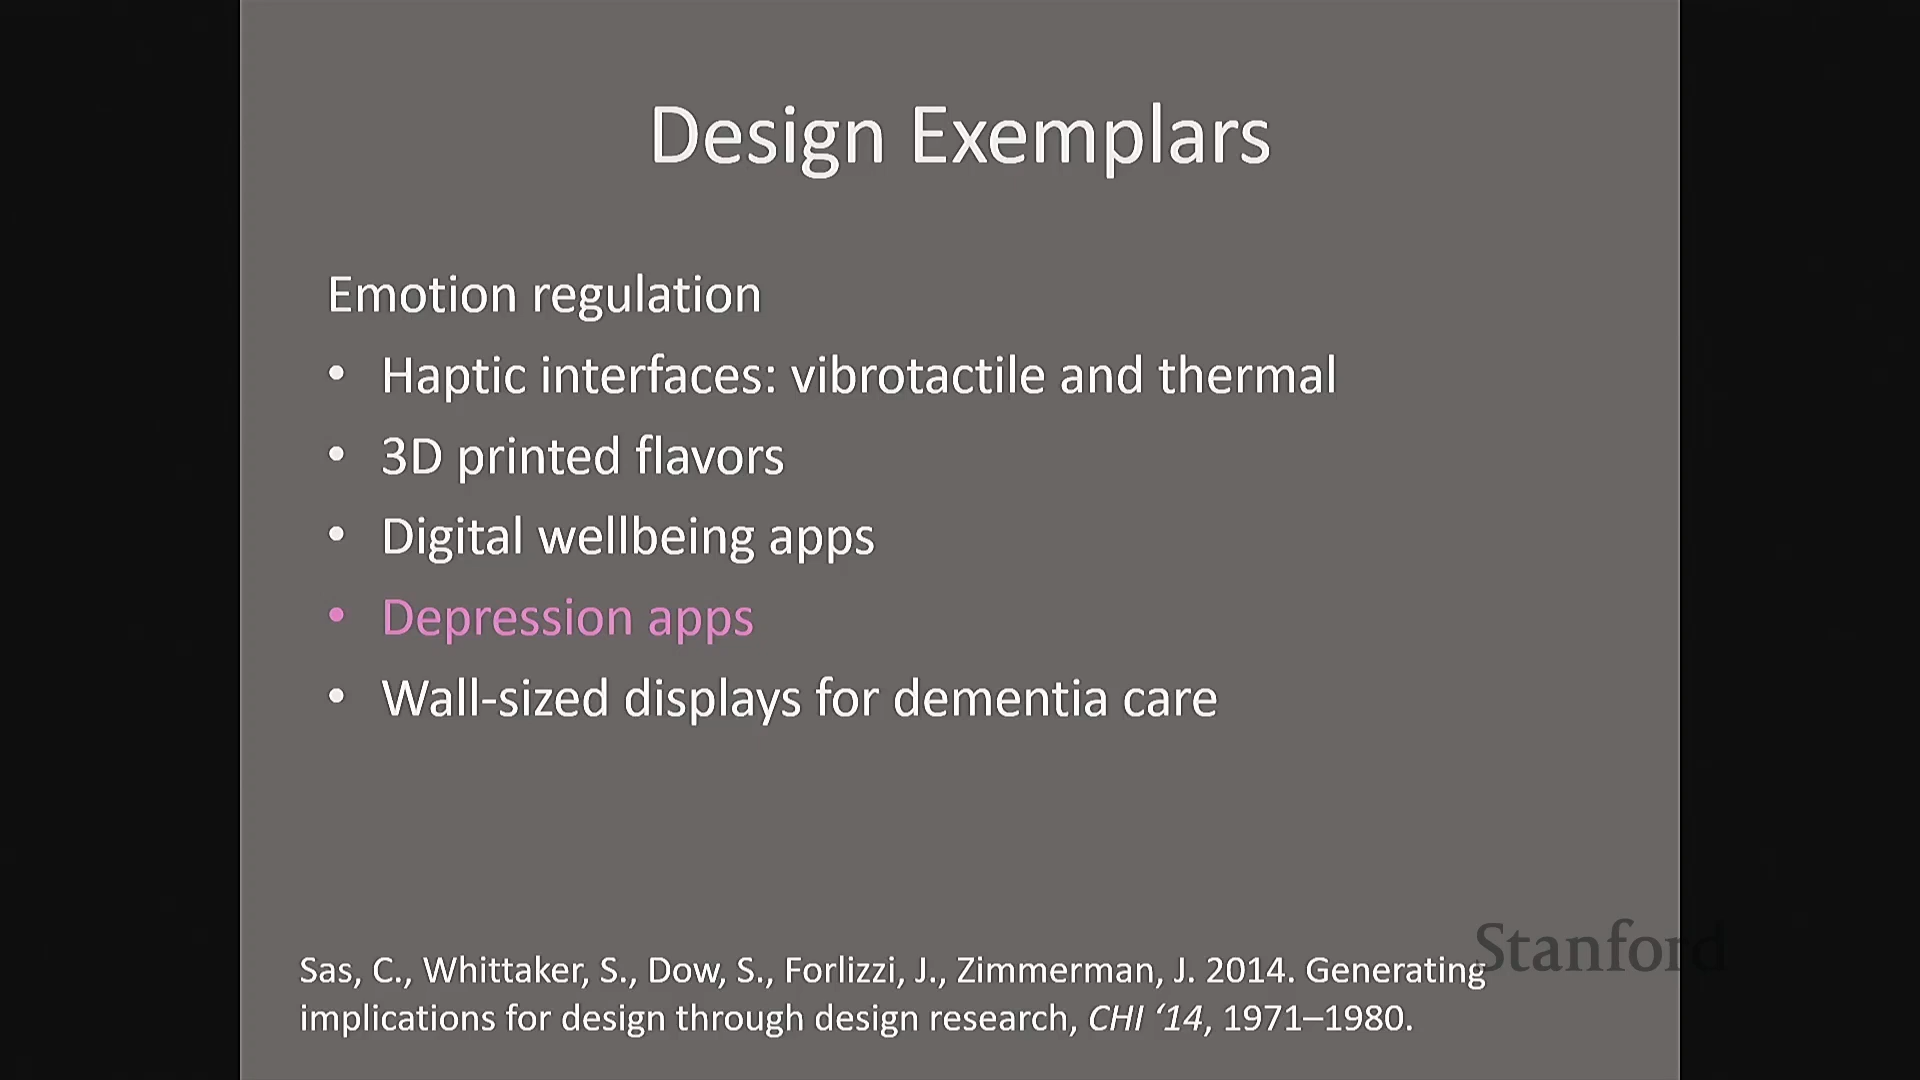 Design Exemplars
Emotion regulation
• Haptic interfaces: vibrotactile and thermal
• 3D printed flavors
• Digital wellbeing apps
• Depression apps
• Wall-sized displays for dementia care
Stanford
Sas, C., Whittaker, S., Dow, S., Forlizzi, J., Zimmerman, J. 2014. Generating
implications for design through design research, CHI ‘14, 1971–1980.